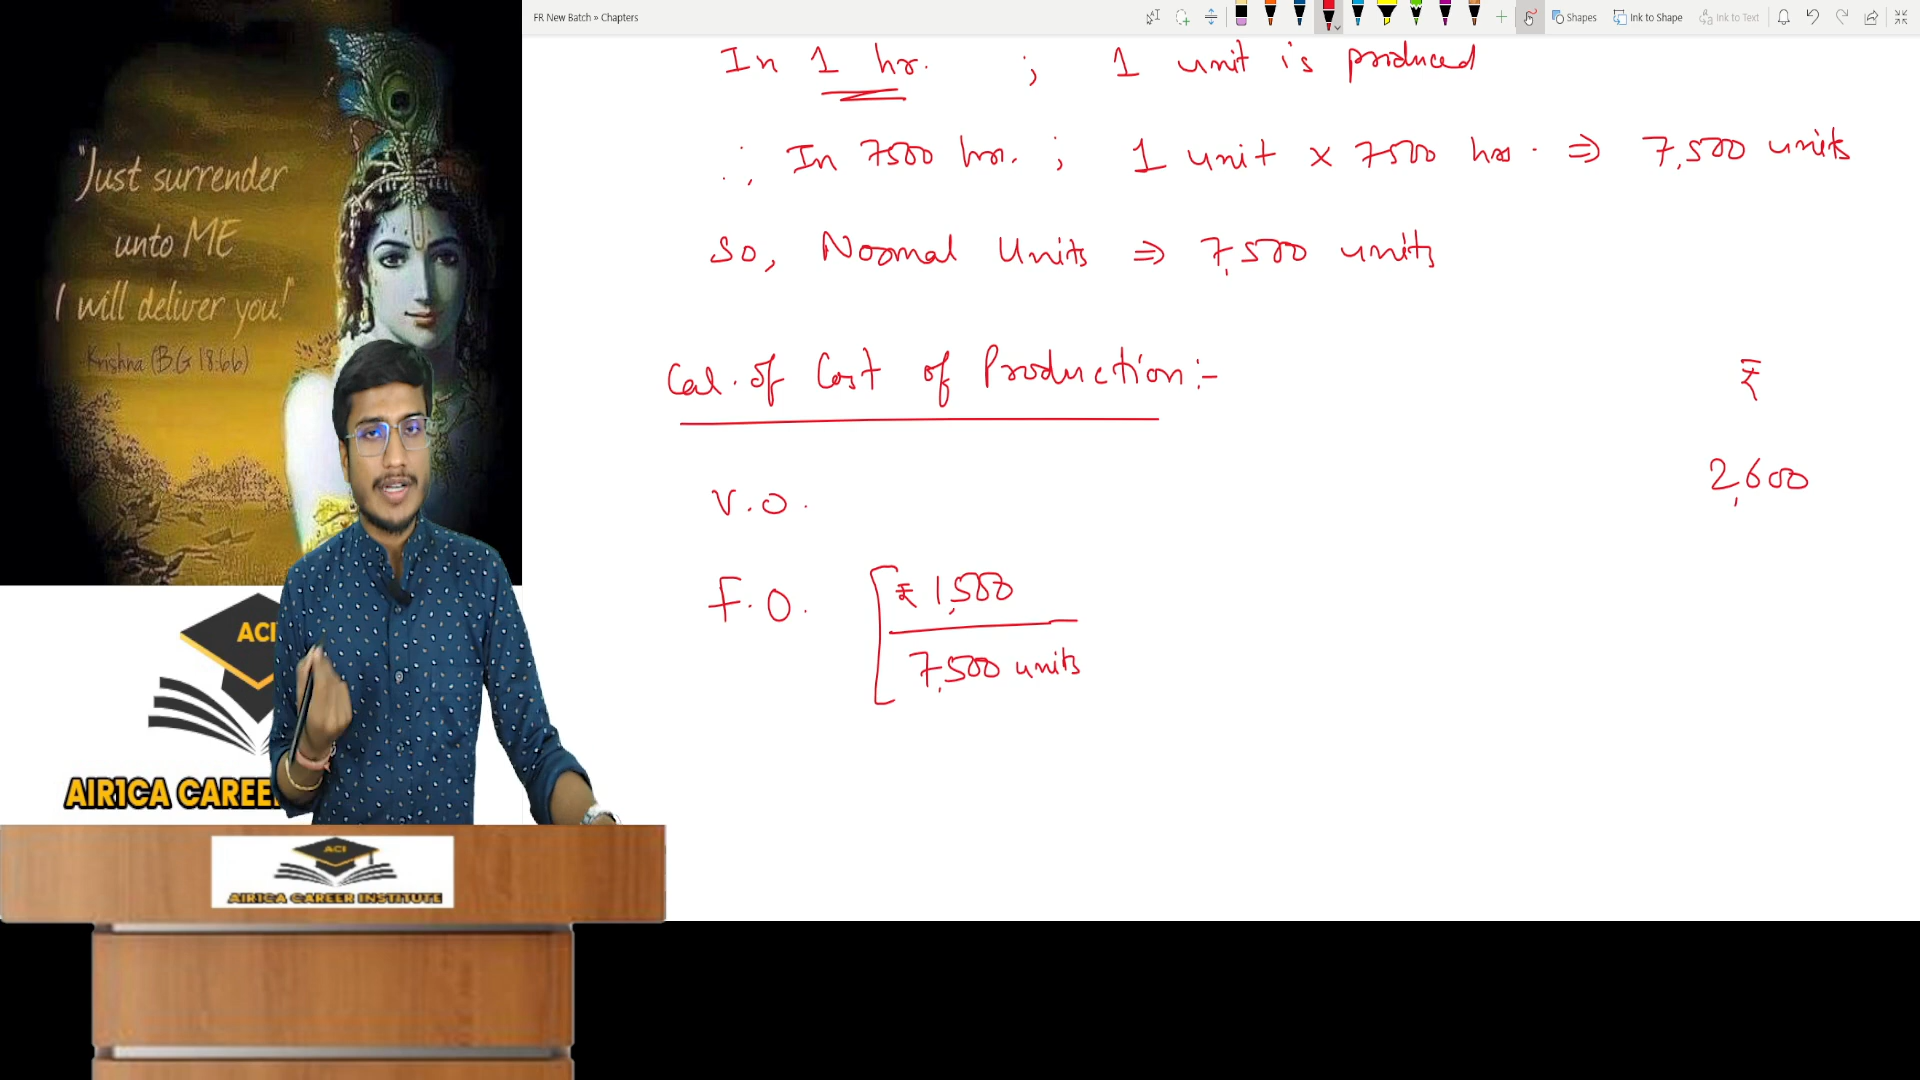 FR New Batch » Chapters
Shapes
Ink to Shape
Ink to Text
In 1 hr. ; 1 unit is produced
∴ In 7500 hrs. ; 1 unit x 7500 hrs. ⇒ 7,500 units
So, Normal Units ⇒ 7,500 units
Cal. of Cost of Production :-
₹
V.O. 2,600
F.O. [₹ 1,500
7,500 units
"Just surrender
unto ME
I will deliver you!"
Krishna (B.G 18:66)
ACI
AIR1CA CAREE
ACI
AIR1CA CAREER INSTITUTE